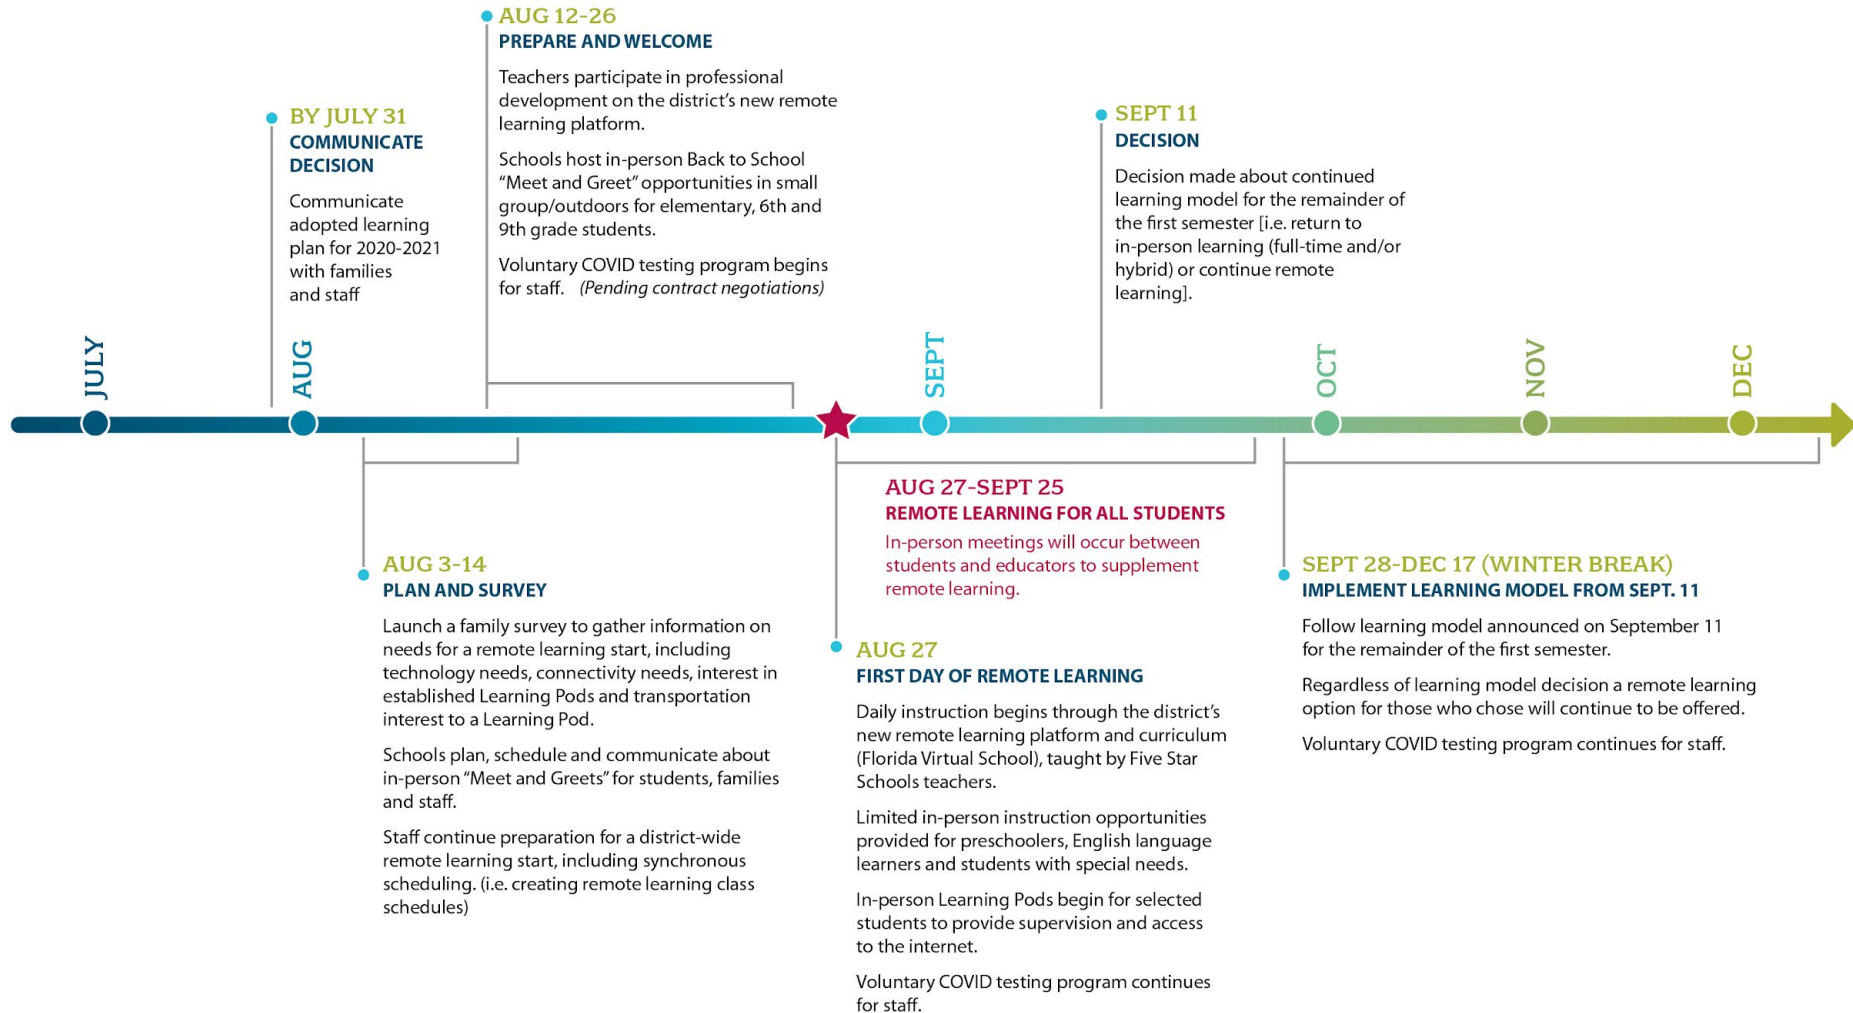 AUG 12-26
PREPARE AND WELCOME
Teachers participate in professional
development on the district's new remote
learning platform.
Schools host in-person Back to School
"Meet and Greet" opportunities in small
group/outdoors for elementary, 6th and
9th grade students.
Voluntary COVID testing program begins
for staff. (Pending contract negotiations)
BY JULY 31
COMMUNICATE
DECISION
Communicate
adopted learning
plan for 2020-2021
with families
and staff
SEPT 11
DECISION
Decision made about continued
learning model for the remainder of
the first semester [i.e. return to
in-person learning (full-time and/or
hybrid) or continue remote
learning].
JULY
AUG
SEPT
OCT
NOV
DEC
AUG 3-14
PLAN AND SURVEY
Launch a family survey to gather information on
needs for a remote learning start, including
technology needs, connectivity needs, interest in
established Learning Pods and transportation
interest to a Learning Pod.
Schools plan, schedule and communicate about
in-person "Meet and Greets" for students, families
and staff.
Staff continue preparation for a district-wide
remote learning start, including synchronous
scheduling. (i.e. creating remote learning class
schedules)
AUG 27-SEPT 25
REMOTE LEARNING FOR ALL STUDENTS
In-person meetings will occur between
students and educators to supplement
remote learning.
AUG 27
FIRST DAY OF REMOTE LEARNING
Daily instruction begins through the district's
new remote learning platform and curriculum
(Florida Virtual School), taught by Five Star
Schools teachers.
Limited in-person instruction opportunities
provided for preschoolers, English language
learners and students with special needs.
In-person Learning Pods begin for selected
students to provide supervision and access
to the internet.
Voluntary COVID testing program continues
for staff.
SEPT 28-DEC 17 (WINTER BREAK)
IMPLEMENT LEARNING MODEL FROM SEPT. 11
Follow learning model announced on September 11
for the remainder of the first semester.
Regardless of learning model decision a remote learning
option for those who chose will continue to be offered.
Voluntary COVID testing program continues for staff.